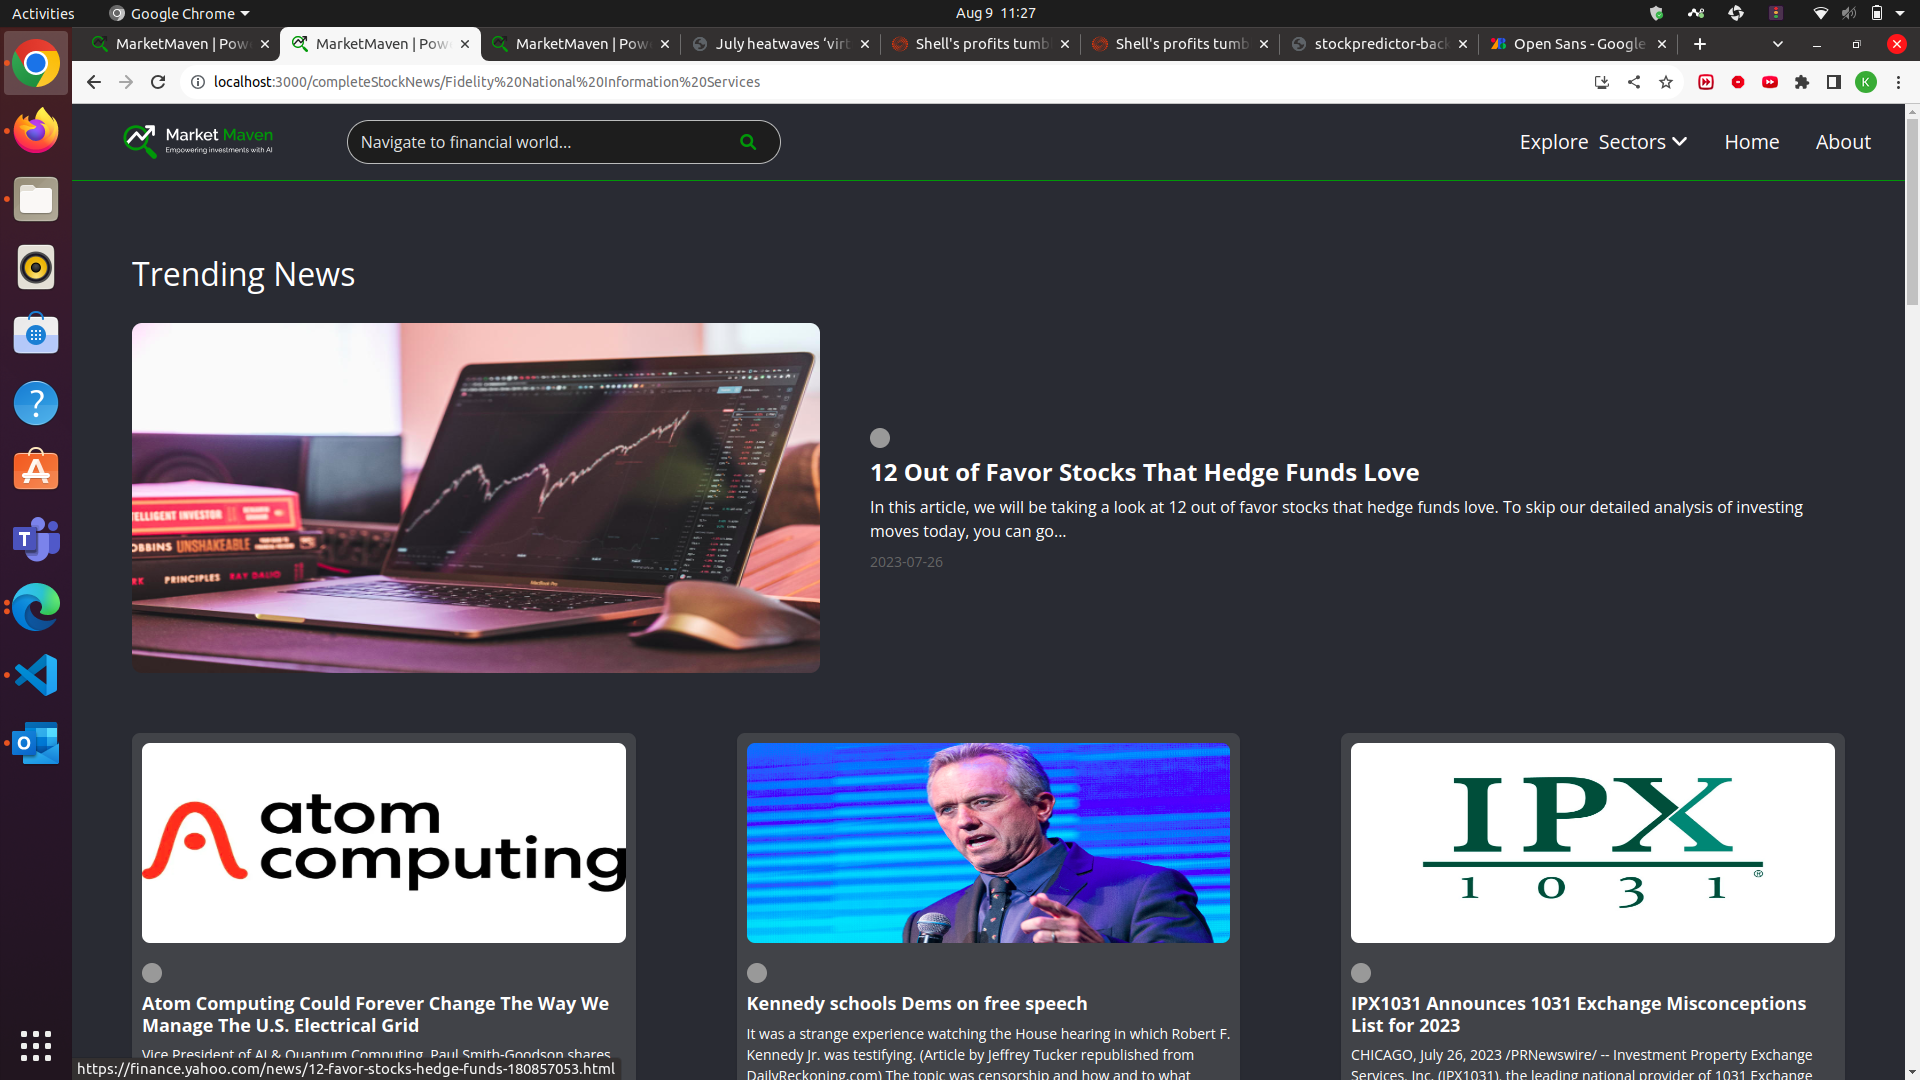 Activities
Google Chrome
Aug 9 11:27
MarketMaven | Pow
MarketMaven | Pow
MarketMaven | Pow
July heatwaves 'virt
Shell's profits tumb
Shell's profits tumb
stockpredictor-back
Open Sans - Google
localhost:3000/completeStockNews/Fidelity%20National%20Information%20Services
K
Market Maven
Empowering investments with AI
Navigate to financial world...
Explore Sectors
Home
About
Trending News
INTELLIGENT INVESTOR
ROBBINS UNSHAKEABLE
PRINCIPLES RAY DALIO
MacBook Pro
12 Out of Favor Stocks That Hedge Funds Love
In this article, we will be taking a look at 12 out of favor stocks that hedge funds love. To skip our detailed analysis of investing
moves today, you can go...
2023-07-26
atom
computing
IPX
1031®
Atom Computing Could Forever Change The Way We
Manage The U.S. Electrical Grid
Vice President of AI & Quantum Computing, Paul Smith-Goodson shares
Kennedy schools Dems on free speech
It was a strange experience watching the House hearing in which Robert F.
Kennedy Jr. was testifying. (Article by Jeffrey Tucker republished from
DailyReckoning.com) The topic was censorship and how and to what
IPX1031 Announces 1031 Exchange Misconceptions
List for 2023
CHICAGO, July 26, 2023 /PRNewswire/ -- Investment Property Exchange
Services, Inc. (IPX1031), the leading national provider of 1031 Exchange
https://finance.yahoo.com/news/12-favor-stocks-hedge-funds-180857053.html